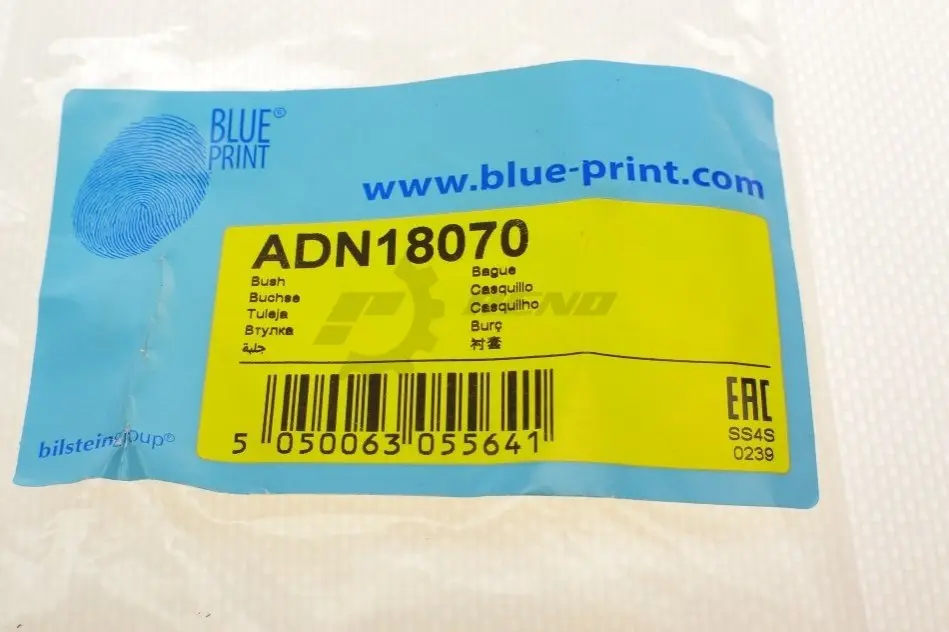 BLUE®
PRINT
www.blue-print.com
ADN18070
Bush
Buchse
Tuleja
Втулка
جلبة
Bague
Casquillo
Casquilho
Burç
衬套
5 050063 055641
EAC
SS4S
0239
bilsteingroup®